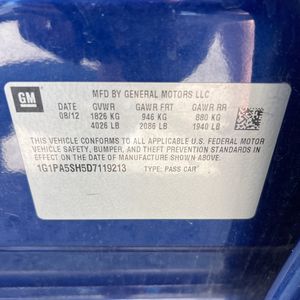 GM
MFD BY GENERAL MOTORS LLC
DATE GVWR GAWR FRT GAWR RR
08/12 1826 KG 946 KG 880 KG
4026 LB 2086 LB 1940 LB
THIS VEHICLE CONFORMS TO ALL APPLICABLE U.S. FEDERAL
MOTOR VEHICLE SAFETY, BUMPER, AND THEFT PREVENTION
STANDARDS IN EFFECT ON THE DATE OF MANUFACTURE SHOWN ABOVE.
1G1PA5SH5D7119213 TYPE: PASS CAR